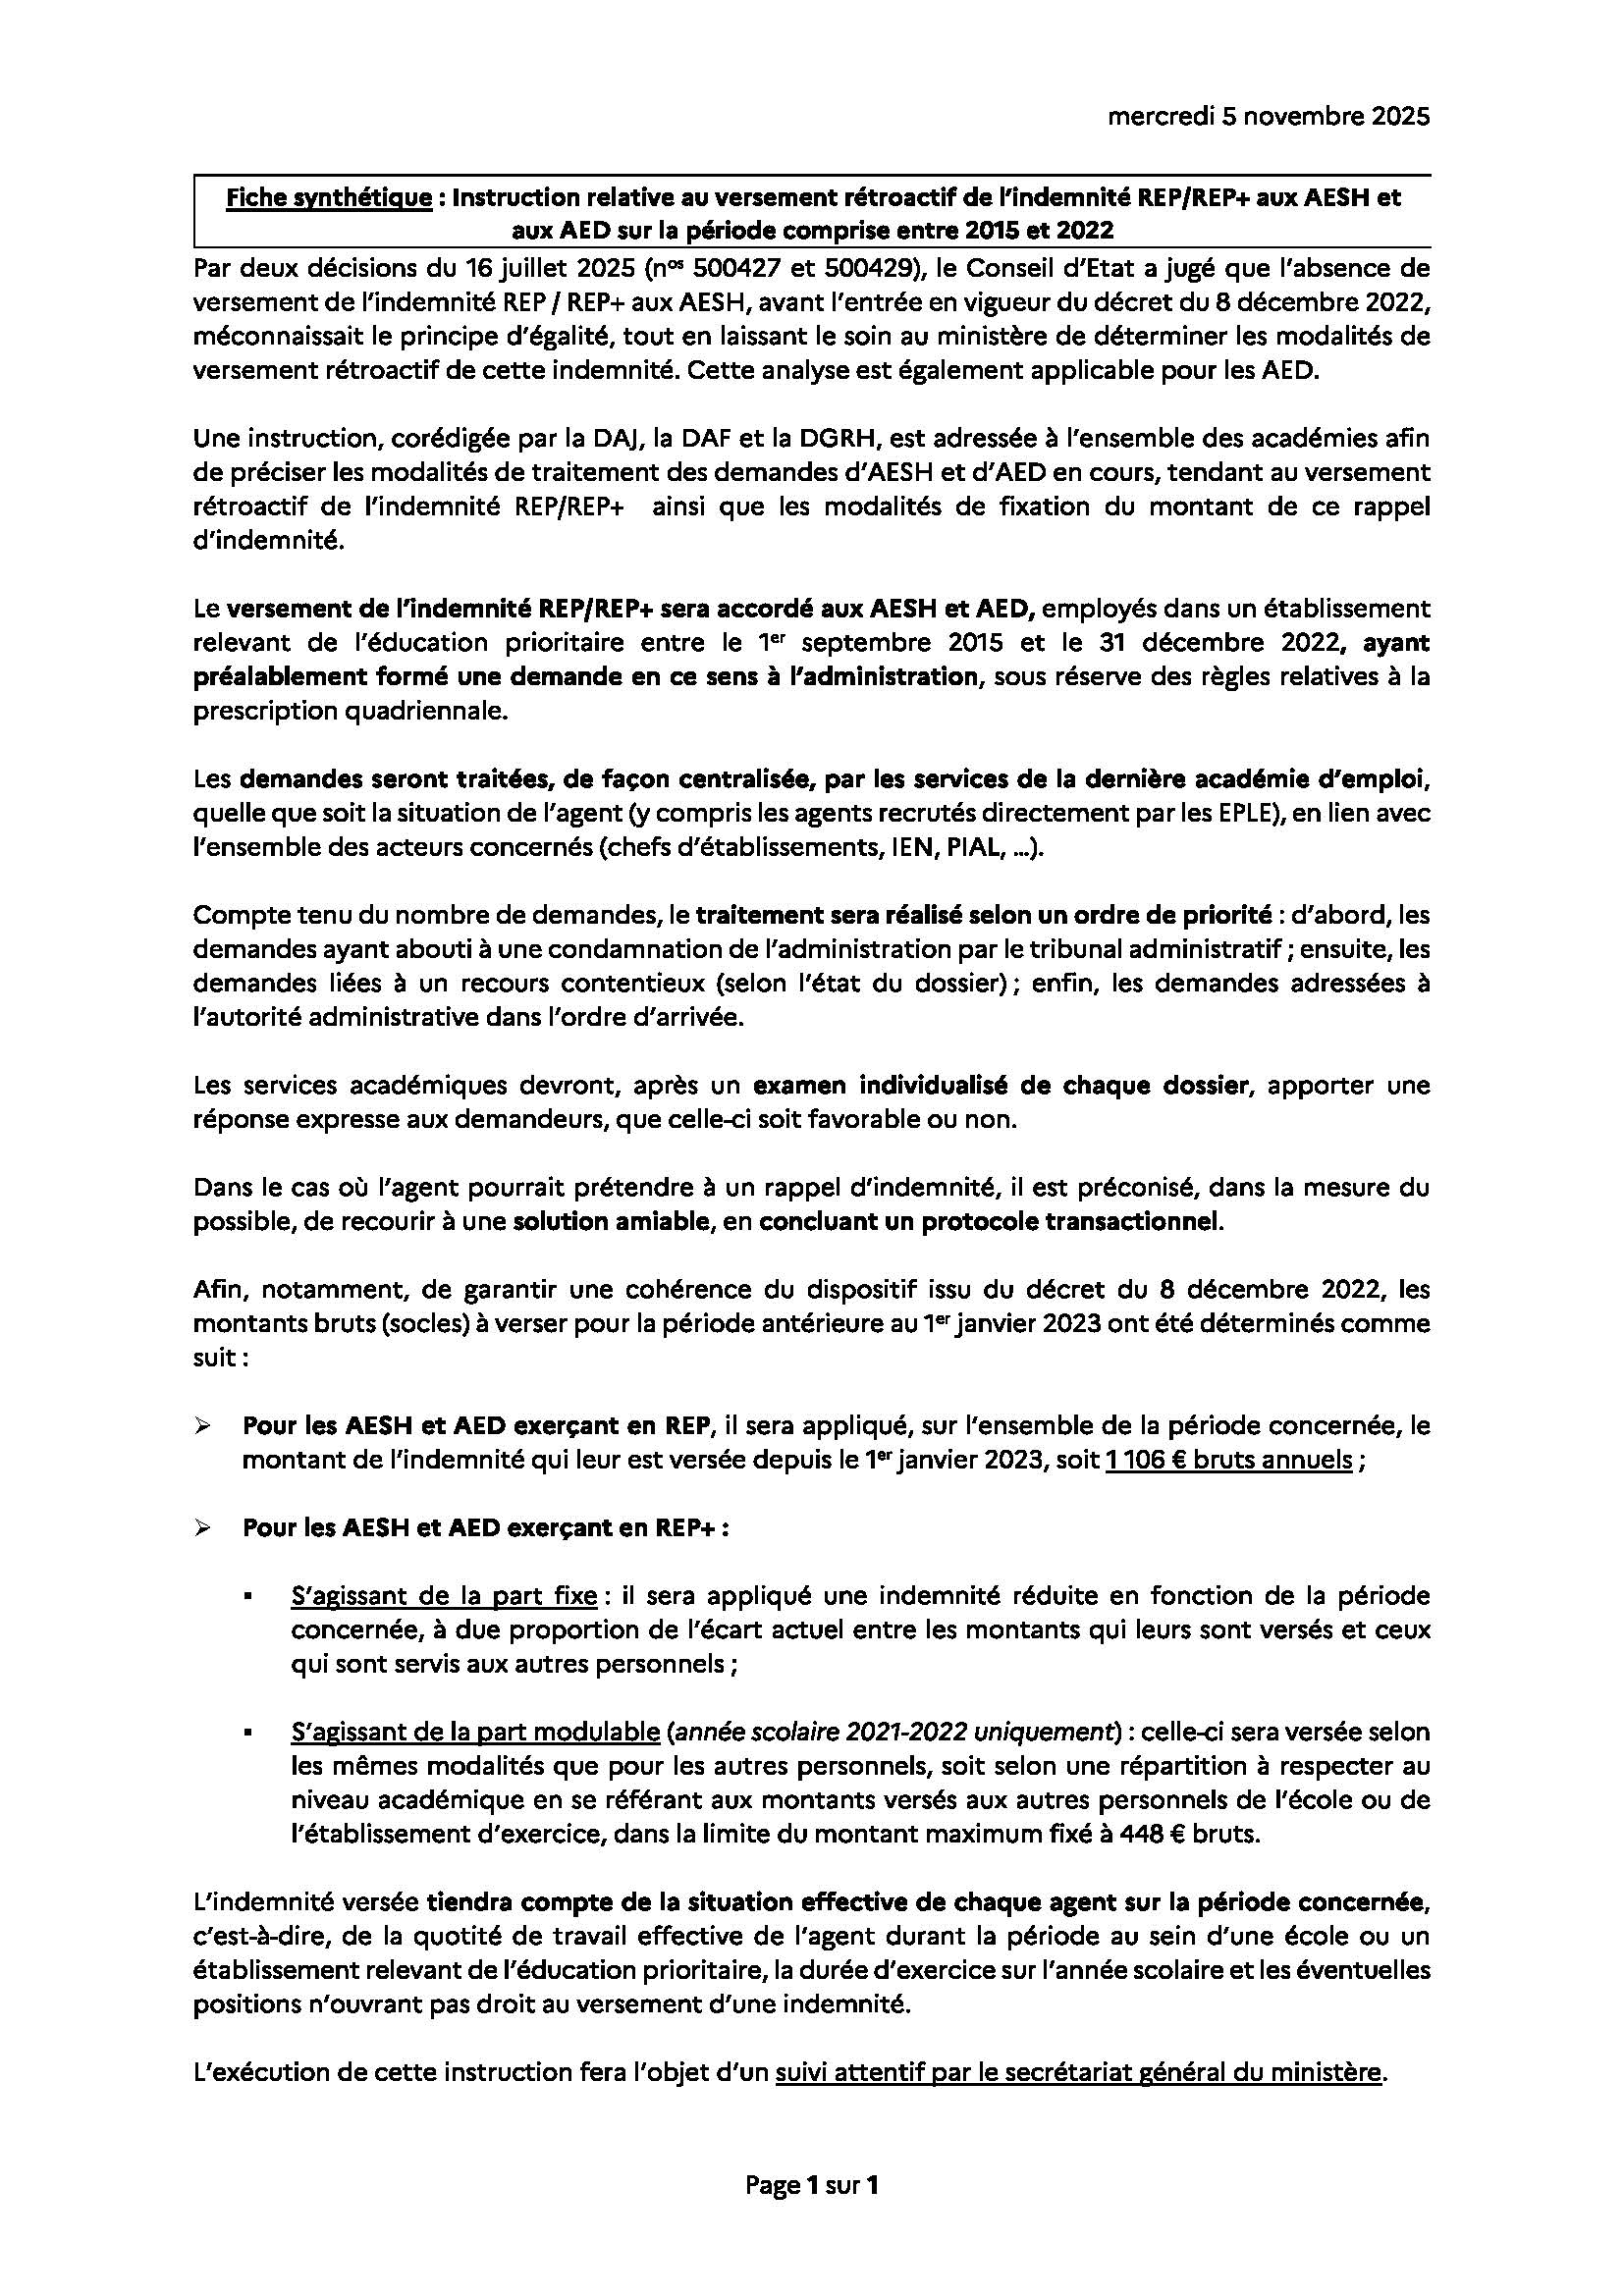 mercredi 5 novembre 2025
Fiche synthétique : Instruction relative au versement rétroactif de l’indemnité REP/REP+ aux AESH et
aux AED sur la période comprise entre 2015 et 2022
Par deux décisions du 16 juillet 2025 (nos 500427 et 500429), le Conseil d’Etat a jugé que l’absence de
versement de l’indemnité REP / REP+ aux AESH, avant l’entrée en vigueur du décret du 8 décembre 2022,
méconnaissait le principe d’égalité, tout en laissant le soin au ministère de déterminer les modalités de
versement rétroactif de cette indemnité. Cette analyse est également applicable pour les AED.
Une instruction, corédigée par la DAJ, la DAF et la DGRH, est adressée à l’ensemble des académies afin
de préciser les modalités de traitement des demandes d’AESH et d’AED en cours, tendant au versement
rétroactif de l’indemnité REP/REP+ ainsi que les modalités de fixation du montant de ce rappel
d’indemnité.
Le versement de l’indemnité REP/REP+ sera accordé aux AESH et AED, employés dans un établissement
relevant de l’éducation prioritaire entre le 1er septembre 2015 et le 31 décembre 2022, ayant
préalablement formé une demande en ce sens à l’administration, sous réserve des règles relatives à la
prescription quadriennale.
Les demandes seront traitées, de façon centralisée, par les services de la dernière académie d’emploi,
quelle que soit la situation de l’agent (y compris les agents recrutés directement par les EPLE), en lien avec
l’ensemble des acteurs concernés (chefs d’établissements, IEN, PIAL, ...).
Compte tenu du nombre de demandes, le traitement sera réalisé selon un ordre de priorité : d’abord, les
demandes ayant abouti à une condamnation de l’administration par le tribunal administratif ; ensuite, les
demandes liées à un recours contentieux (selon l’état du dossier) ; enfin, les demandes adressées à
l’autorité administrative dans l’ordre d’arrivée.
Les services académiques devront, après un examen individualisé de chaque dossier, apporter une
réponse expresse aux demandeurs, que celle-ci soit favorable ou non.
Dans le cas où l’agent pourrait prétendre à un rappel d’indemnité, il est préconisé, dans la mesure du
possible, de recourir à une solution amiable, en concluant un protocole transactionnel.
Afin, notamment, de garantir une cohérence du dispositif issu du décret du 8 décembre 2022, les
montants bruts (socles) à verser pour la période antérieure au 1er janvier 2023 ont été déterminés comme
suit :
➢ Pour les AESH et AED exerçant en REP, il sera appliqué, sur l’ensemble de la période concernée, le
montant de l’indemnité qui leur est versée depuis le 1er janvier 2023, soit 1 106 € bruts annuels ;
➢ Pour les AESH et AED exerçant en REP+ :
▪ S’agissant de la part fixe : il sera appliqué une indemnité réduite en fonction de la période
concernée, à due proportion de l’écart actuel entre les montants qui leurs sont versés et ceux
qui sont servis aux autres personnels ;
▪ S’agissant de la part modulable (année scolaire 2021-2022 uniquement) : celle-ci sera versée selon
les mêmes modalités que pour les autres personnels, soit selon une répartition à respecter au
niveau académique en se référant aux montants versés aux autres personnels de l’école ou de
l’établissement d’exercice, dans la limite du montant maximum fixé à 448 € bruts.
L’indemnité versée tiendra compte de la situation effective de chaque agent sur la période concernée,
c’est-à-dire, de la quotité de travail effective de l’agent durant la période au sein d’une école ou un
établissement relevant de l’éducation prioritaire, la durée d’exercice sur l’année scolaire et les éventuelles
positions n’ouvrant pas droit au versement d’une indemnité.
L’exécution de cette instruction fera l’objet d’un suivi attentif par le secrétariat général du ministère.
Page 1 sur 1